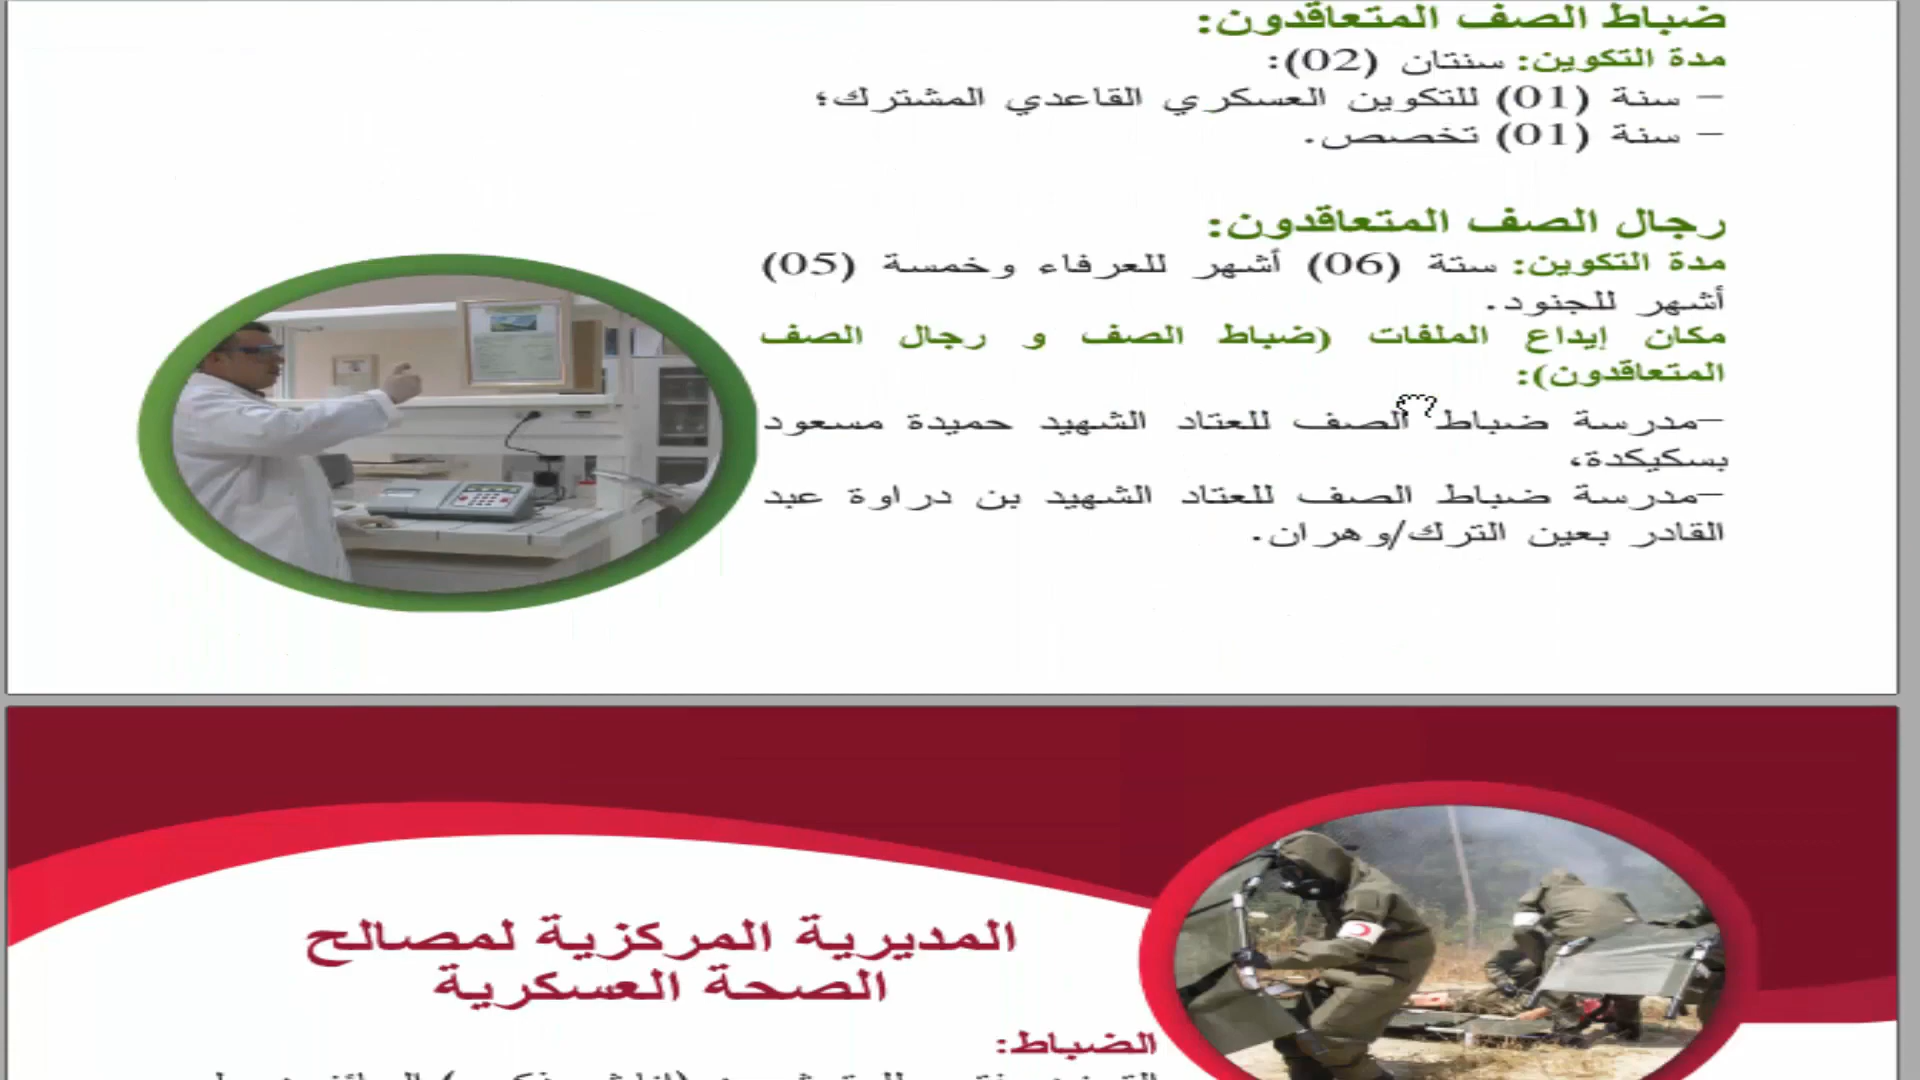 ضباط الصف المتعاقدون:
مدة التكوين: سنتان (02):
– سنة (01) للتكوين العسكري القاعدي المشترك؛
– سنة (01) تخصص.
رجال الصف المتعاقدون:
مدة التكوين: ستة (06) أشهر للعرفاء وخمسة (05)
أشهر للجنود.
مكان إيداع الملفات (ضباط الصف و رجال الصف
المتعاقدون):
–مدرسة ضباط الصف للعتاد الشهيد حميدة مسعود
بسكيكدة،
–مدرسة ضباط الصف للعتاد الشهيد بن دراوة عبد
القادر بعين الترك/وهران.
المديرية المركزية لمصالح
الصحة العسكرية
الضباط: